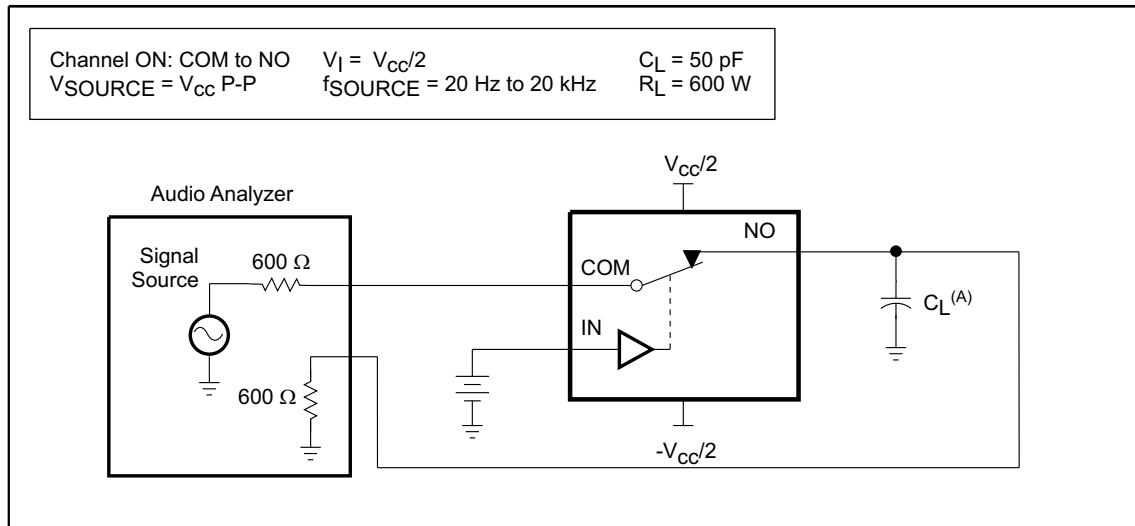 Channel ON: COM to NO V_I = V_cc/2 C_L = 50 pF
V_SOURCE = V_cc P-P f_SOURCE = 20 Hz to 20 kHz R_L = 600 W
V_cc/2
Audio Analyzer
NO
Signal
Source
600 Ω
COM
C_L(A)
IN
600 Ω
-V_cc/2